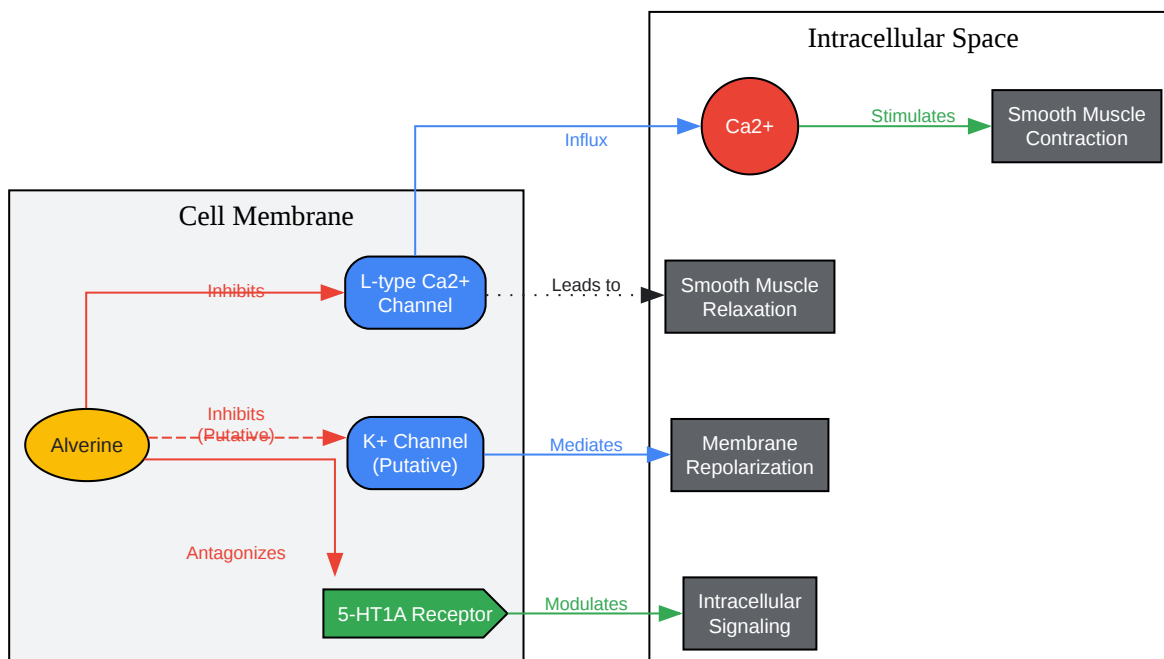 Intracellular Space
Ca2+
Stimulates
Smooth Muscle
Contraction
Influx
Cell Membrane
L-type Ca2+
Channel
Inhibits
Leads to
Smooth Muscle
Relaxation
Alverine
Inhibits
(Putative)
K+ Channel
(Putative)
Mediates
Membrane
Repolarization
Antagonizes
5-HT1A Receptor
Modulates
Intracellular
Signaling